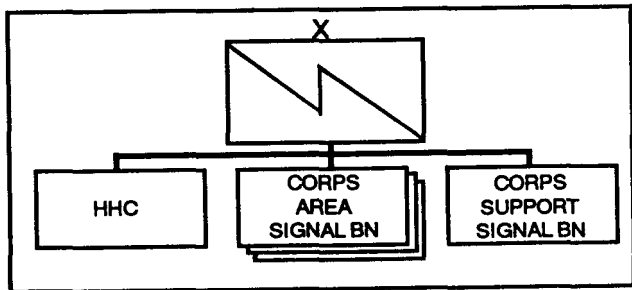 X
HHC
CORPS
AREA
SIGNAL BN
CORPS
SUPPORT
SIGNAL BN